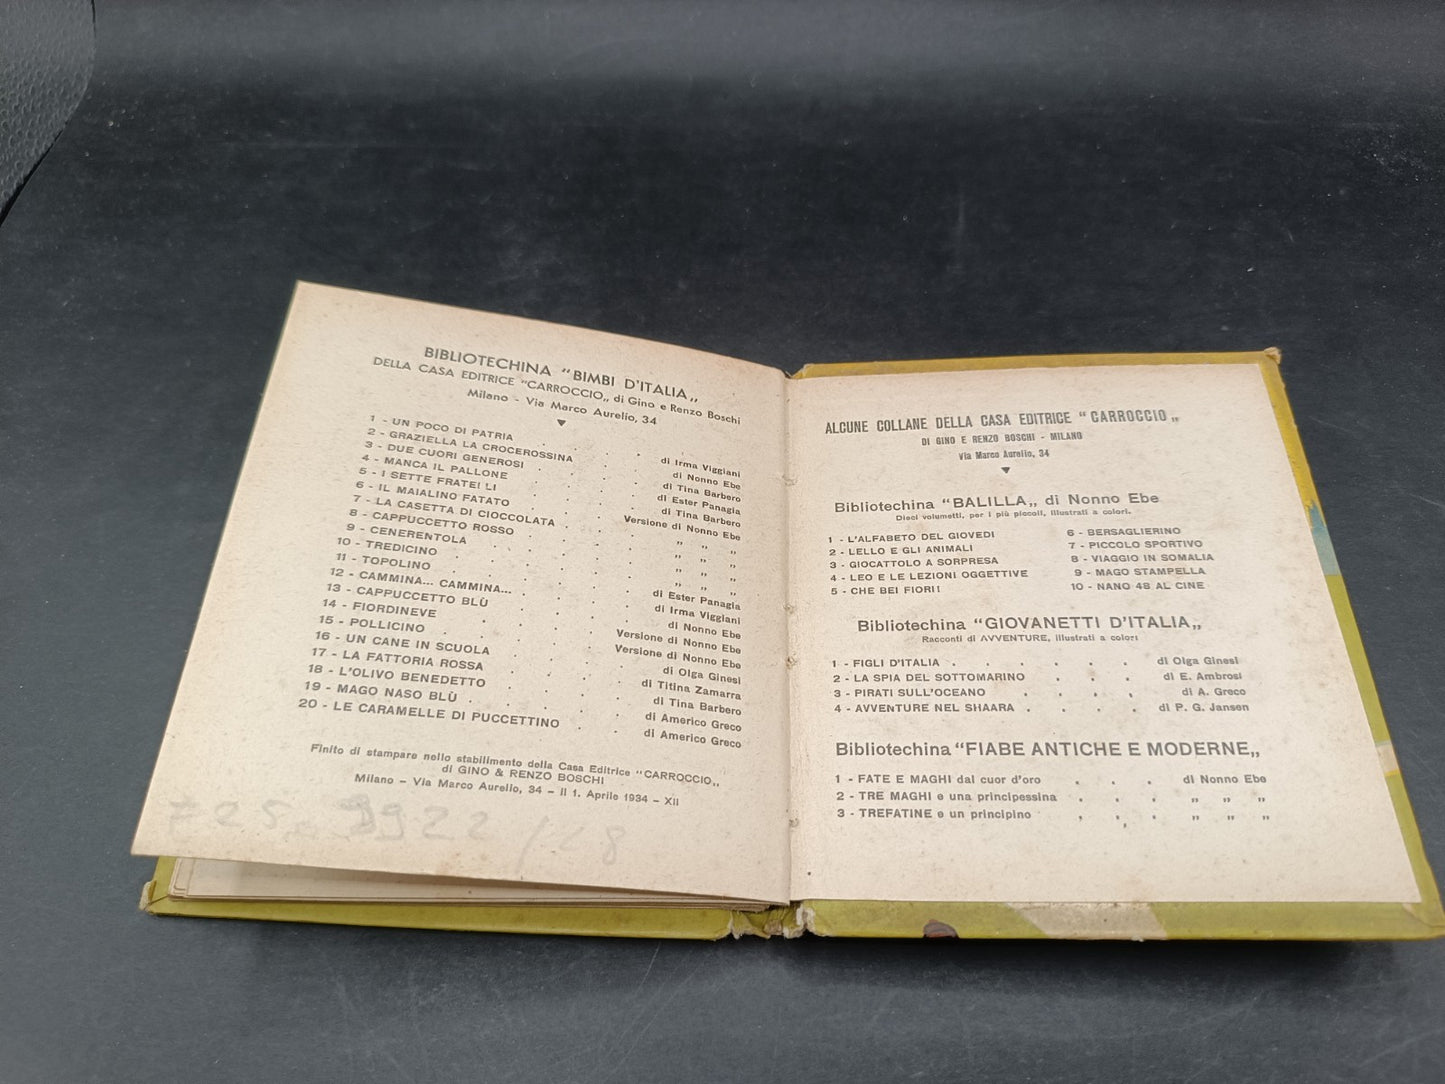 BIBLIOTECHINA "BIMBI D'ITALIA„
DELLA CASA EDITRICE "CARROCCIO„ di Gino e Renzo Boschi
Milano - Via Marco Aurelio, 34
1 - UN POCO DI PATRIA . . . di Irma Viggiani
2 - GRAZIELLA LA CROCEROSSINA . . di Nonno Ebe
3 - DUE CUORI GENEROSI . . . di Tina Barbero
4 - MANCA IL PALLONE . . . di Ester Panagia
5 - I SETTE FRATELLI . . . di Tina Barbero
6 - IL MAIALINO FATATO . . Versione di Nonno Ebe
7 - LA CASETTA DI CIOCCOLATA . . „ „ „
8 - CAPPUCCETTO ROSSO . . . „ „ „
9 - CENERENTOLA . . . . „ „ „
10 - TREDICINO . . . . „ „ „
11 - TOPOLINO . . . . di Ester Panagia
12 - CAMMINA... CAMMINA... . . . di Irma Viggiani
13 - CAPPUCCETTO BLÙ . . . di Nonno Ebe
14 - FIORDINEVE . . . Versione di Nonno Ebe
15 - POLLICINO . . . Versione di Nonno Ebe
16 - UN CANE IN SCUOLA . . . di Olga Ginesi
17 - LA FATTORIA ROSSA . . . di Titina Zamarra
18 - L'OLIVO BENEDETTO . . . di Tina Barbero
19 - MAGO NASO BLÙ . . . . di Americo Greco
20 - LE CARAMELLE DI PUCCETTINO . . di Americo Greco
Finito di stampare nello stabilimento della Casa Editrice "CARROCCIO„
di GINO & RENZO BOSCHI
Milano - Via Marco Aurelio, 34 - Il 1. Aprile 1934 - XII
ALCUNE COLLANE DELLA CASA EDITRICE "CARROCCIO„
DI GINO E RENZO BOSCHI - MILANO
Via Marco Aurelio, 34
Bibliotechina "BALILLA„ di Nonno Ebe
Dieci volumetti, per i più piccoli, illustrati a colori.
1 - L'ALFABETO DEL GIOVEDI
2 - LELLO E GLI ANIMALI
3 - GIOCATTOLO A SORPRESA
4 - LEO E LE LEZIONI OGGETTIVE
5 - CHE BEI FIORI!
6 - BERSAGLIERINO
7 - PICCOLO SPORTIVO
8 - VIAGGIO IN SOMALIA
9 - MAGO STAMPELLA
10 - NANO 48 AL CINE
Bibliotechina "GIOVANETTI D'ITALIA„
Racconti di AVVENTURE, illustrati a colori
1 - FIGLI D'ITALIA . . . . . . di Olga Ginesi
2 - LA SPIA DEL SOTTOMARINO . . . di E. Ambrosi
3 - PIRATI SULL'OCEANO . . . . di A. Greco
4 - AVVENTURE NEL SHAARA . . . . di P. G. Jansen
Bibliotechina "FIABE ANTICHE E MODERNE„
1 - FATE E MAGHI dal cuor d'oro . . . di Nonno Ebe
2 - TRE MAGHI e una principessina . . . „ „ „
3 - TREFATINE e un principino . . . „ „ „